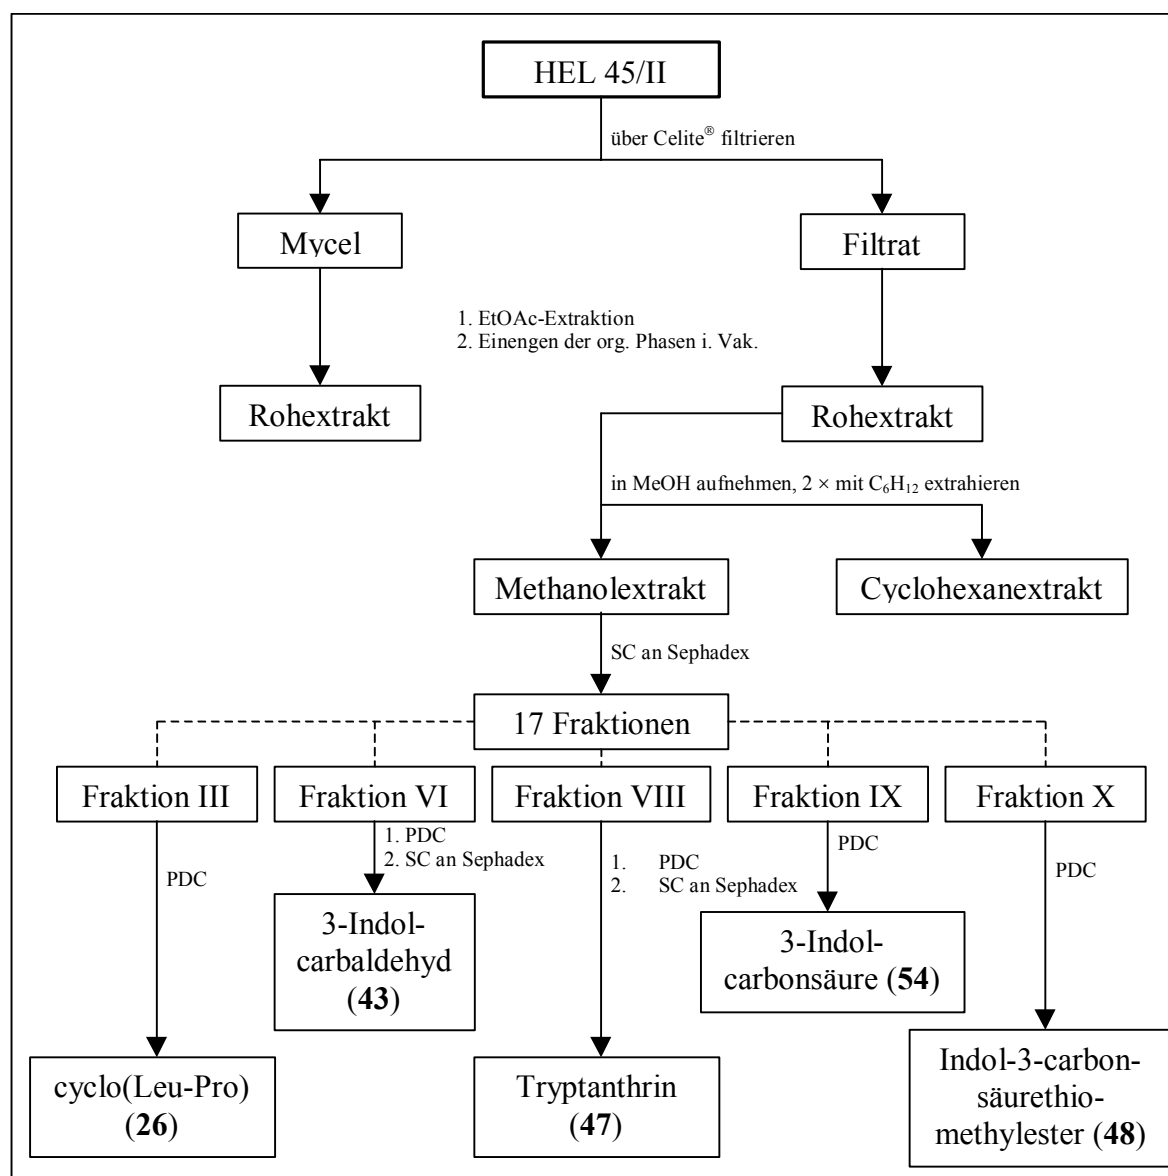 HEL 45/II
über Celite® filtrieren
Mycel
Filtrat
1. EtOAc-Extraktion
2. Einengen der org. Phasen i. Vak.
Rohextrakt
Rohextrakt
in MeOH aufnehmen, 2 × mit C₆H₁₂ extrahieren
Methanolextrakt
Cyclohexanextrakt
SC an Sephadex
17 Fraktionen
Fraktion III
Fraktion VI
Fraktion VIII
Fraktion IX
Fraktion X
PDC
1. PDC
2. SC an Sephadex
1. PDC
2. SC an Sephadex
PDC
PDC
3-Indol-
carbaldehyd
(43)
3-Indol-
carbonsäure (54)
cyclo(Leu-Pro)
(26)
Tryptanthrin
(47)
Indol-3-carbon-
säurethio-
methylester (48)